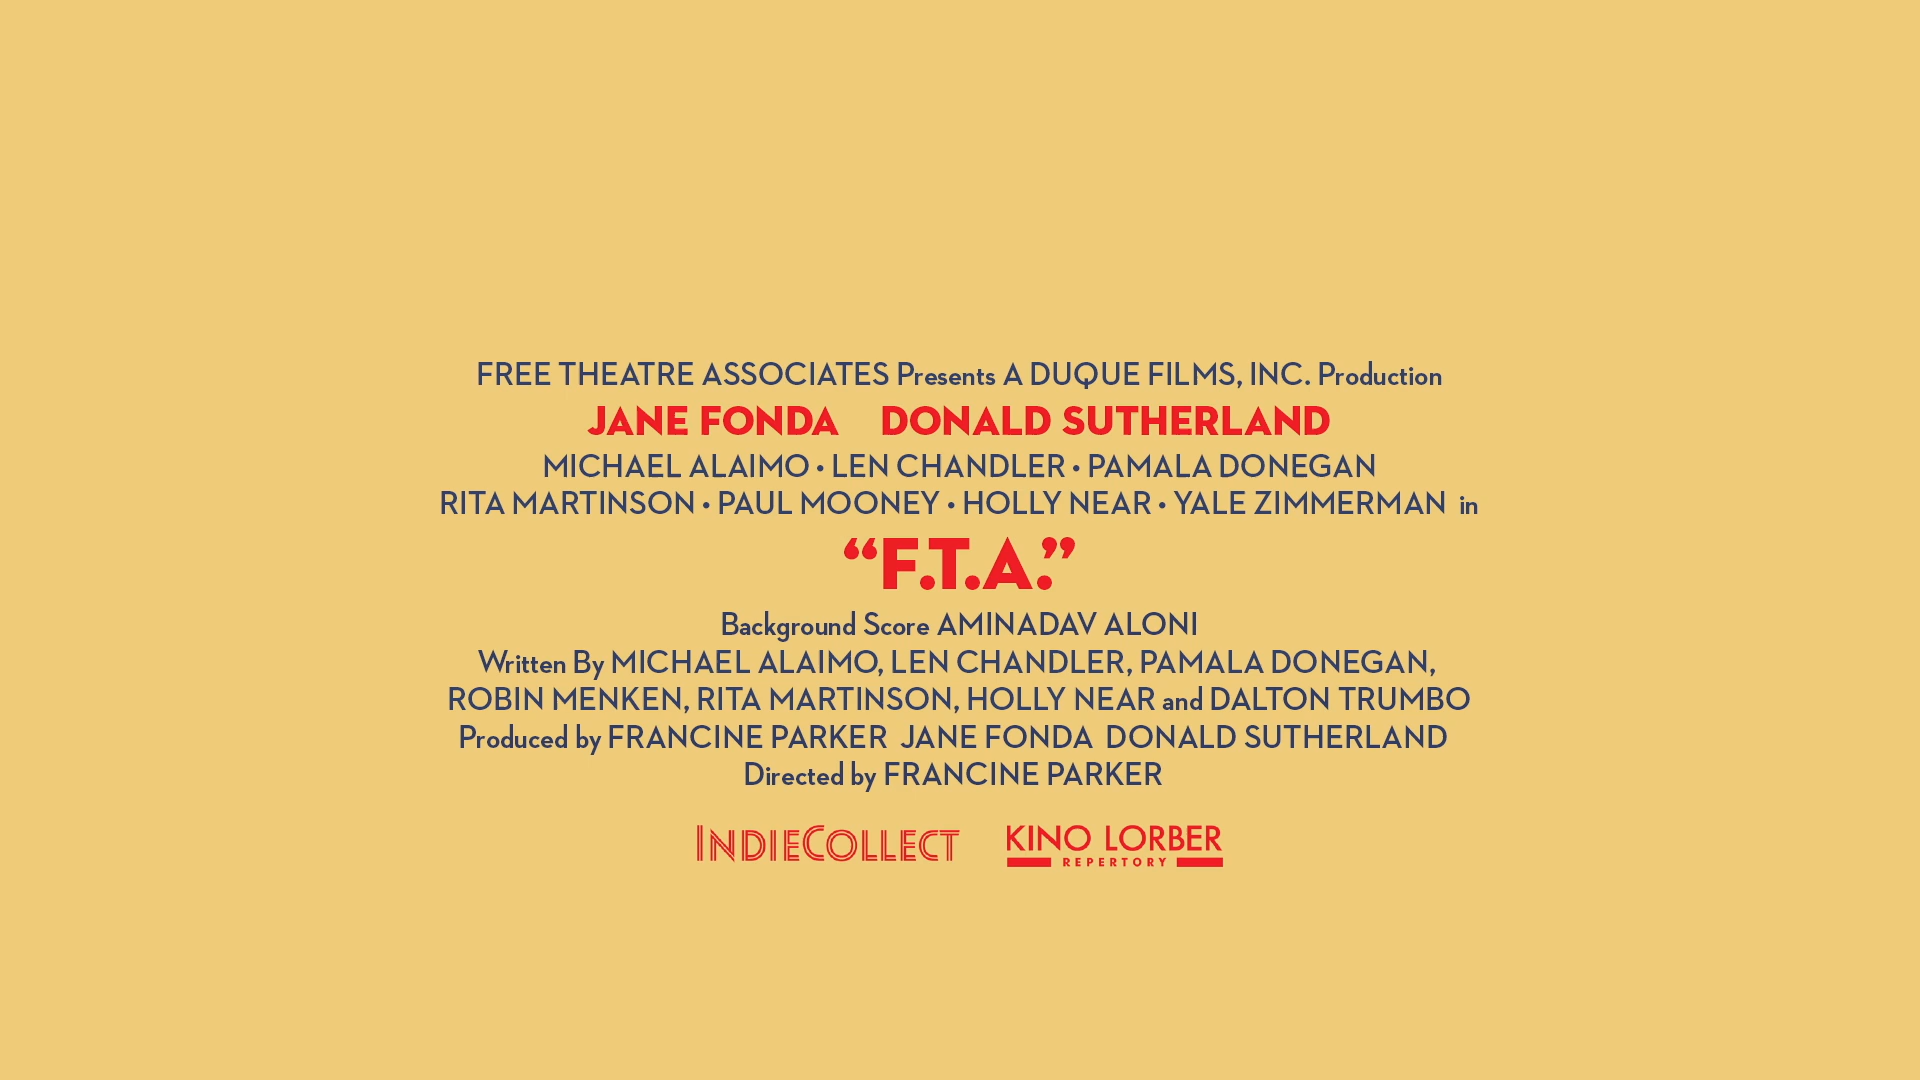 FREE THEATRE ASSOCIATES Presents A DUQUE FILMS, INC. Production
JANE FONDA DONALD SUTHERLAND
MICHAEL ALAIMO • LEN CHANDLER • PAMALA DONEGAN
RITA MARTINSON • PAUL MOONEY • HOLLY NEAR • YALE ZIMMERMAN in
“F.T.A.”
Background Score AMINADAV ALONI
Written By MICHAEL ALAIMO, LEN CHANDLER, PAMALA DONEGAN,
ROBIN MENKEN, RITA MARTINSON, HOLLY NEAR and DALTON TRUMBO
Produced by FRANCINE PARKER JANE FONDA DONALD SUTHERLAND
Directed by FRANCINE PARKER
INDIECOLLECT
KINO LORBER
REPERTORY